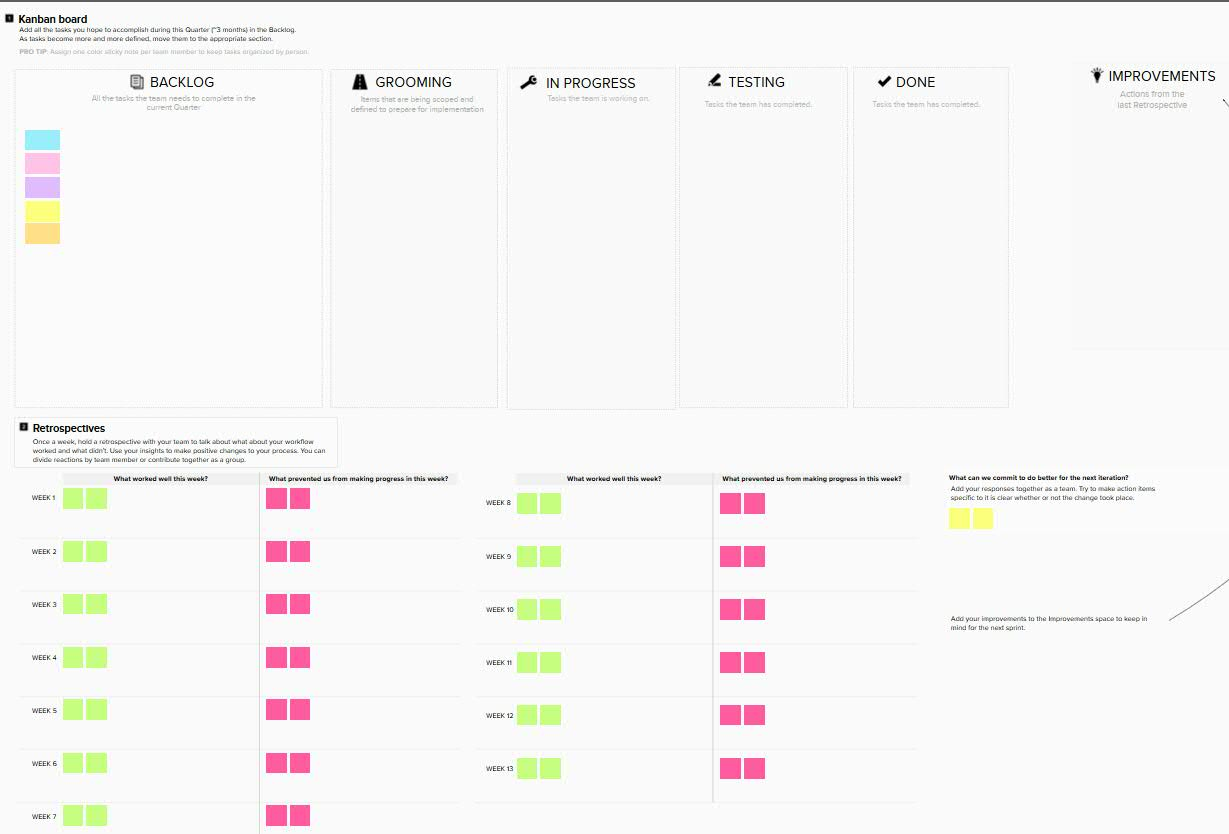 1 Kanban board
Add all the tasks you hope to accomplish during this Quarter (~3 months) in the Backlog.
As tasks become more and more defined, move them to the appropriate section.
PRO TIP: Assign one color sticky note per team member to keep tasks organized by person.
BACKLOG
All the tasks the team needs to complete in the
current Quarter
GROOMING
Items that are being scoped and
defined to prepare for implementation
IN PROGRESS
Tasks the team is working on.
TESTING
Tasks the team has completed.
DONE
Tasks the team has completed.
IMPROVEMENTS
Actions from the
last Retrospective
2 Retrospectives
Once a week, hold a retrospective with your team to talk about what about your workflow
worked and what didn't. Use your insights to make positive changes to your process. You can
divide reactions by team member or contribute together as a group.
What worked well this week?
What prevented us from making progress in this week?
WEEK 1
WEEK 2
WEEK 3
WEEK 4
WEEK 5
WEEK 6
WEEK 7
What worked well this week?
What prevented us from making progress in this week?
WEEK 8
WEEK 9
WEEK 10
WEEK 11
WEEK 12
WEEK 13
What can we commit to do better for the next iteration?
Add your responses together as a team. Try to make action items
specific to it is clear whether or not the change took place.
Add your improvements to the Improvements space to keep in
mind for the next sprint.